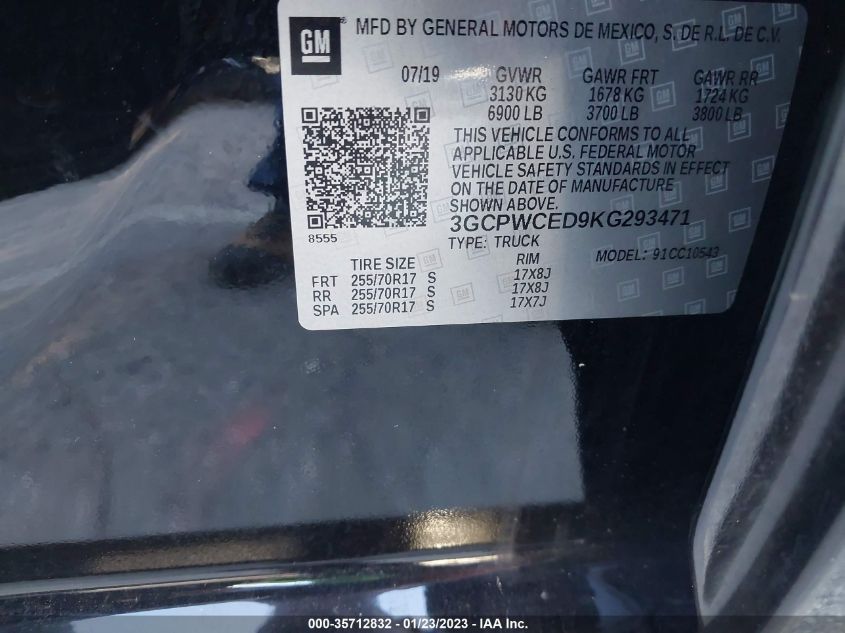 GM
MFD BY GENERAL MOTORS DE MEXICO, S. DE R.L. DE C.V.
07/19 GVWR GAWR FRT GAWR RR
3130 KG 1678 KG 1724 KG
6900 LB 3700 LB 3800 LB
THIS VEHICLE CONFORMS TO ALL
APPLICABLE U.S. FEDERAL MOTOR
VEHICLE SAFETY STANDARDS IN EFFECT
ON THE DATE OF MANUFACTURE
SHOWN ABOVE.
3GCPWCED9KG293471
8555
TYPE: TRUCK MODEL: 91CC10543
TIRE SIZE RIM
FRT 255/70R17 S 17X8J
RR 255/70R17 S 17X8J
SPA 255/70R17 S 17X7J
000-35712832 - 01/23/2023 - IAA Inc.